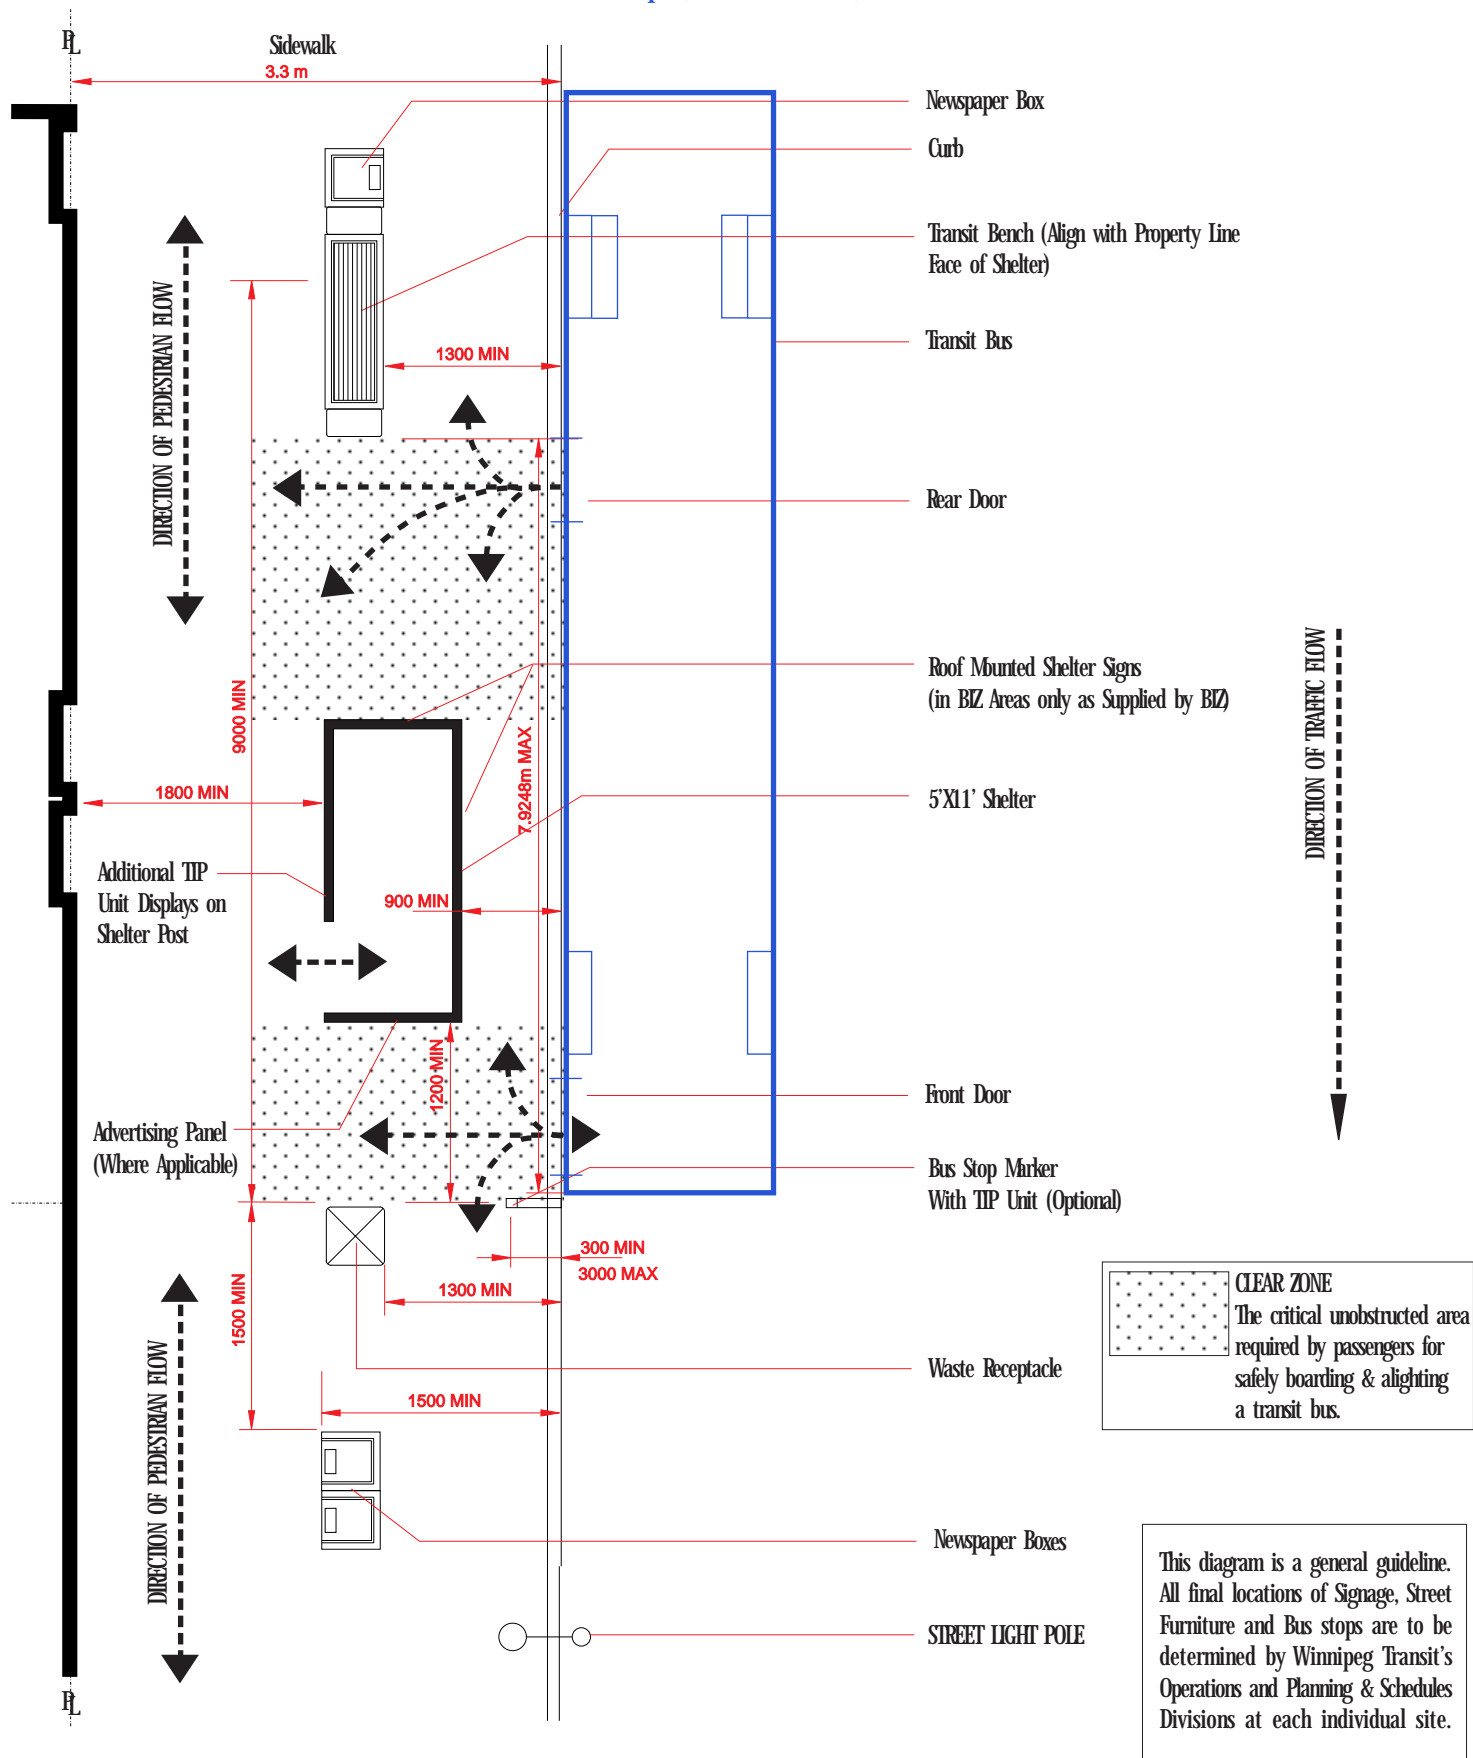 Sidewalk
PL
3.3 m
Newspaper Box
Curb
Transit Bench (Align with Property Line
Face of Shelter)
DIRECTION OF PEDESTRIAN FLOW
1300 MIN
Transit Bus
Rear Door
9000 MIN
7.9248m MAX
Roof Mounted Shelter Signs
(in BIZ Areas only as Supplied by BIZ)
DIRECTION OF TRAFFIC FLOW
1800 MIN
5'X11' Shelter
Additional TIP
Unit Displays on
Shelter Post
900 MIN
1200 MIN
Front Door
Advertising Panel
(Where Applicable)
Bus Stop Marker
With TIP Unit (Optional)
300 MIN
3000 MAX
1300 MIN
1500 MIN
CLEAR ZONE
The critical unobstructed area
required by passengers for
safely boarding & alighting
a transit bus.
DIRECTION OF PEDESTRIAN FLOW
Waste Receptacle
1500 MIN
Newspaper Boxes
STREET LIGHT POLE
This diagram is a general guideline.
All final locations of Signage, Street
Furniture and Bus stops are to be
determined by Winnipeg Transit's
Operations and Planning & Schedules
Divisions at each individual site.
PL